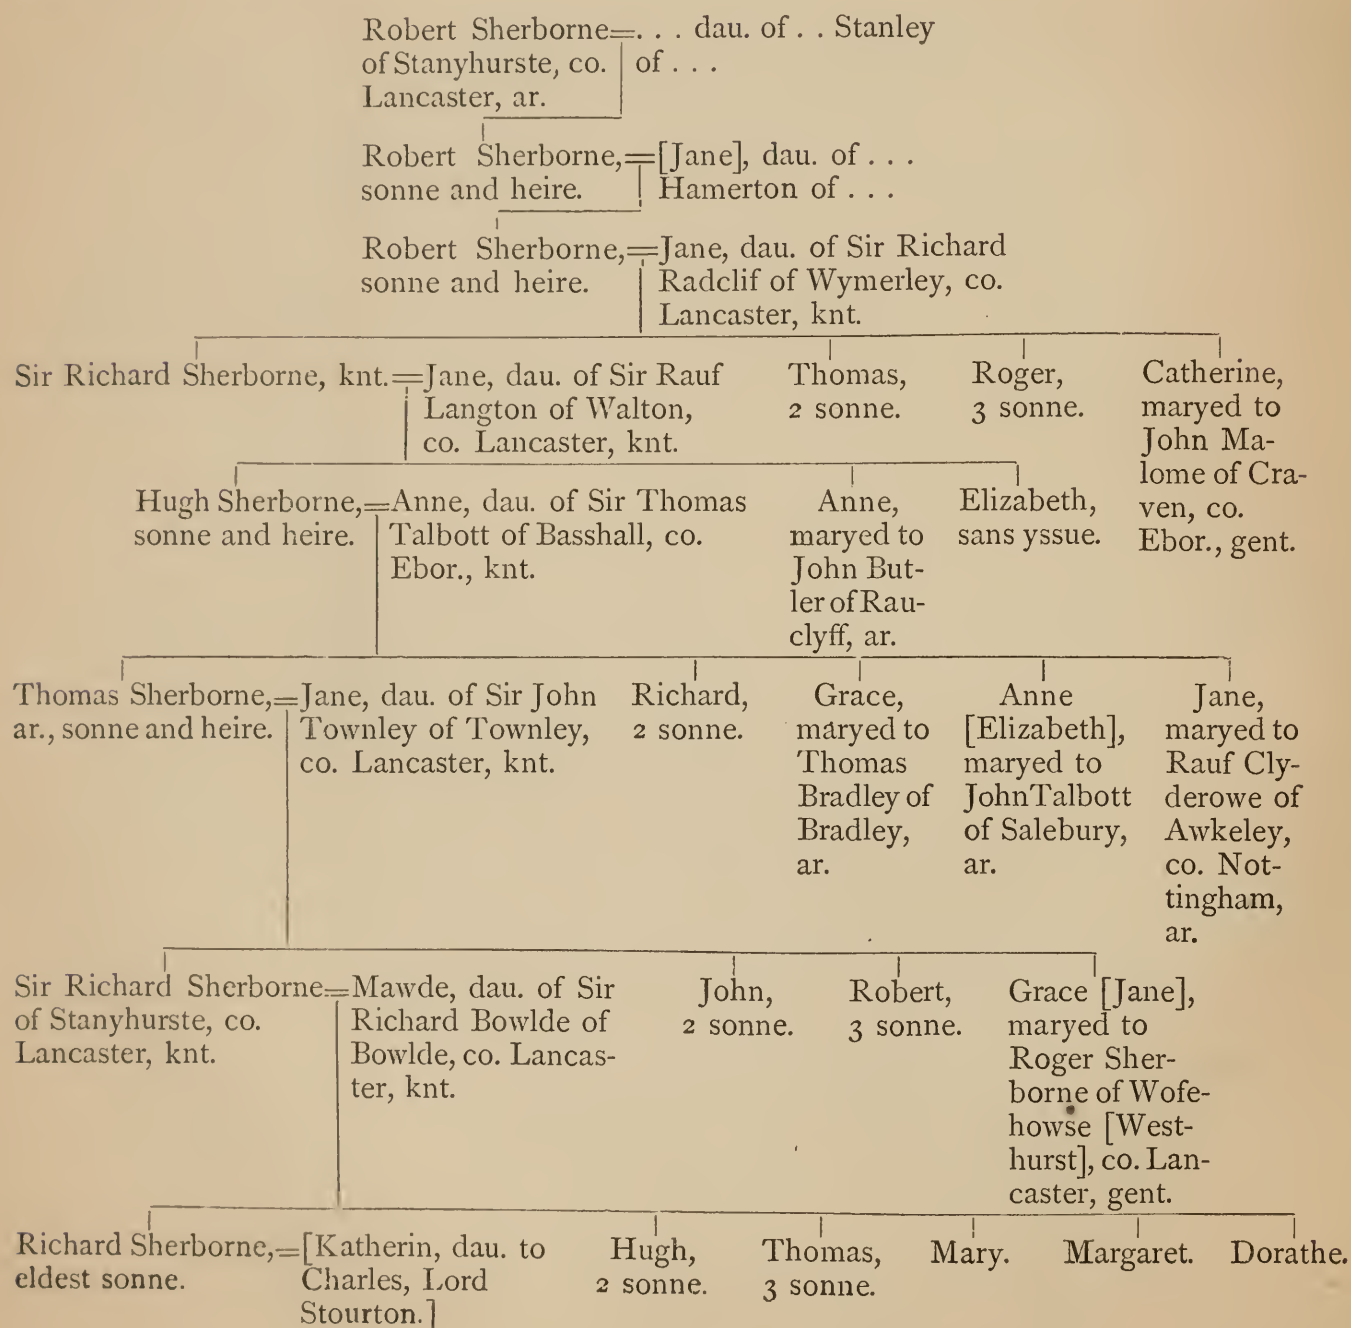 Robert Sherborne=. . . dau. of . . Stanley
of Stanyhurste, co. of . . .
Lancaster, ar.
Robert Sherborne,=[Jane], dau. of . . .
sonne and heire. Hamerton of . . .
Robert Sherborne,=Jane, dau. of Sir Richard
sonne and heire. Radclif of Wymerley, co.
Lancaster, knt.
Sir Richard Sherborne, knt.=Jane, dau. of Sir Rauf
Langton of Walton,
co. Lancaster, knt.
Thomas,
2 sonne.
Roger,
3 sonne.
Catherine,
maryed to
John Ma-
lome of Cra-
ven, co.
Ebor., gent.
Hugh Sherborne,=Anne, dau. of Sir Thomas
sonne and heire. Talbott of Basshall, co.
Ebor., knt.
Anne,
maryed to
John But-
ler of Rau-
clyff, ar.
Elizabeth,
sans yssue.
Thomas Sherborne,=Jane, dau. of Sir John
ar., sonne and heire. Townley of Townley,
co. Lancaster, knt.
Richard,
2 sonne.
Grace,
maryed to
Thomas
Bradley of
Bradley,
ar.
Anne
[Elizabeth],
maryed to
John Talbott
of Salebury,
ar.
Jane,
maryed to
Rauf Cly-
derowe of
Awkeley,
co. Not-
tingham,
ar.
Sir Richard Sherborne=Mawde, dau. of Sir
of Stanyhurste, co. Richard Bowlde of
Lancaster, knt. Bowlde, co. Lancas-
ter, knt.
John,
2 sonne.
Robert,
3 sonne.
Grace [Jane],
maryed to
Roger Sher-
borne of Wofe-
howse [West-
hurst], co. Lan-
caster, gent.
Richard Sherborne,=[Katherin, dau. to
eldest sonne. Charles, Lord
Stourton.]
Hugh,
2 sonne.
Thomas,
3 sonne.
Mary.
Margaret.
Dorathe.